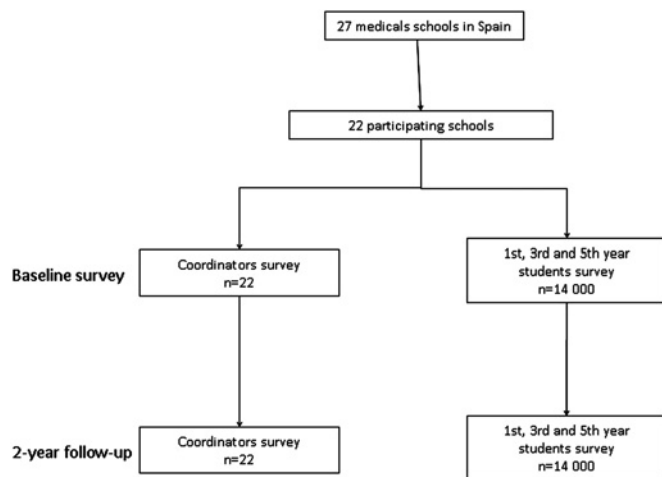 27 medicals schools in Spain
22 participating schools
Baseline survey
Coordinators survey
n=22
1st, 3rd and 5th year
students survey
n=14 000
2-year follow-up
Coordinators survey
n=22
1st, 3rd and 5th year
students survey
n=14 000